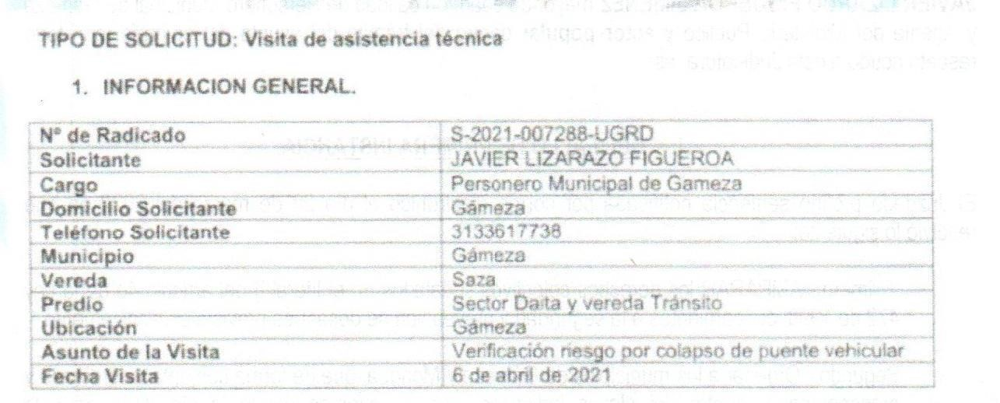 TIPO DE SOLICITUD: Visita de asistencia técnica
1. INFORMACION GENERAL.
Nº de Radicado S-2021-007288-UGRD
Solicitante JAVIER LIZARAZO FIGUEROA
Cargo Personero Municipal de Gameza
Domicilio Solicitante Gámeza
Teléfono Solicitante 3133617738
Municipio Gámeza
Vereda Saza
Predio Sector Daita y vereda Tránsito
Ubicación Gámeza
Asunto de la Visita Verificación riesgo por colapso de puente vehicular
Fecha Visita 6 de abril de 2021